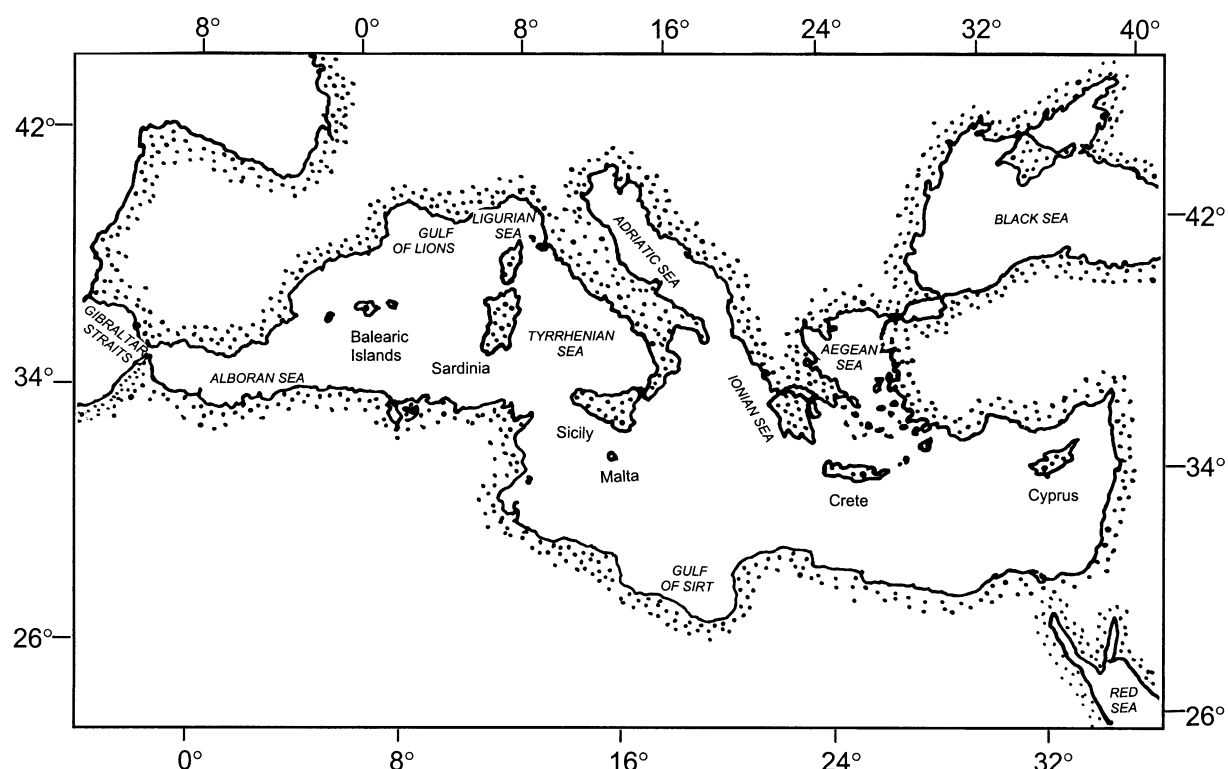 8° 0° 8° 16° 24° 32° 40°
42°
LIGURIAN
SEA
GULF
OF LIONS
ADRIATIC SEA
BLACK SEA
42°
GIBRALTAR
STRAITS
Balearic
Islands
TYRRHENIAN
SEA
AEGEAN
SEA
Sardinia
34°
ALBORAN SEA
IONIAN SEA
Sicily
Malta
34°
Crete
Cyprus
GULF
OF SIRT
26°
RED
SEA
26°
0° 8° 16° 24° 32°